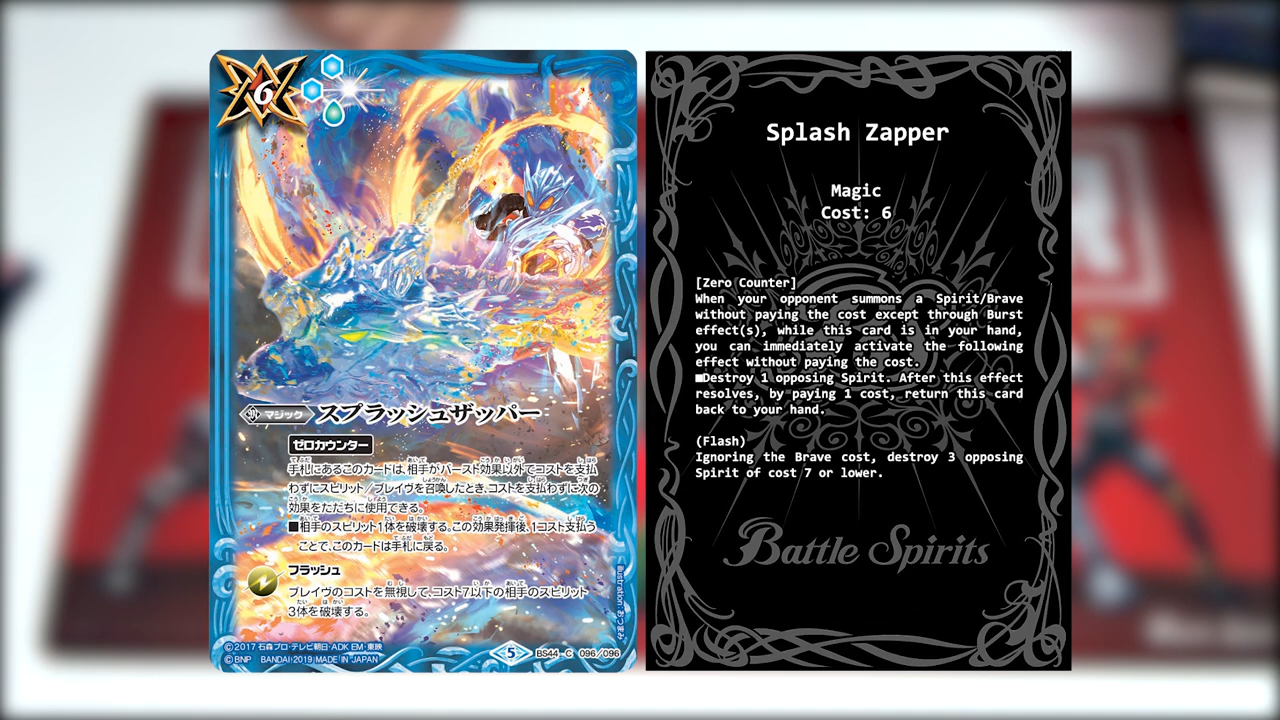 6
マジック スプラッシュザッパー
ゼロカウンター
手札にあるこのカードは、相手がバースト効果以外でコストを支払
わずにスピリット/ブレイヴを召喚したとき、コストを支払わずに次の
効果をただちに使用できる。
■相手のスピリット1体を破壊する。この効果発揮後、1コスト支払う
ことで、このカードは手札に戻る。
フラッシュ
ブレイヴのコストを無視して、コスト7以下の相手のスピリット
3体を破壊する。
illustration:おつまみ
©2017 石森プロ・テレビ朝日・ADK EM・東映
©BNP BANDAI 2019 MADE IN JAPAN
5
BS44 C 096/096
Splash Zapper
Magic
Cost: 6
[Zero Counter]
When your opponent summons a Spirit/Brave
without paying the cost except through Burst
effect(s), while this card is in your hand,
you can immediately activate the following
effect without paying the cost.
■Destroy 1 opposing Spirit. After this effect
resolves, by paying 1 cost, return this card
back to your hand.
(Flash)
Ignoring the Brave cost, destroy 3 opposing
Spirit of cost 7 or lower.
Battle Spirits